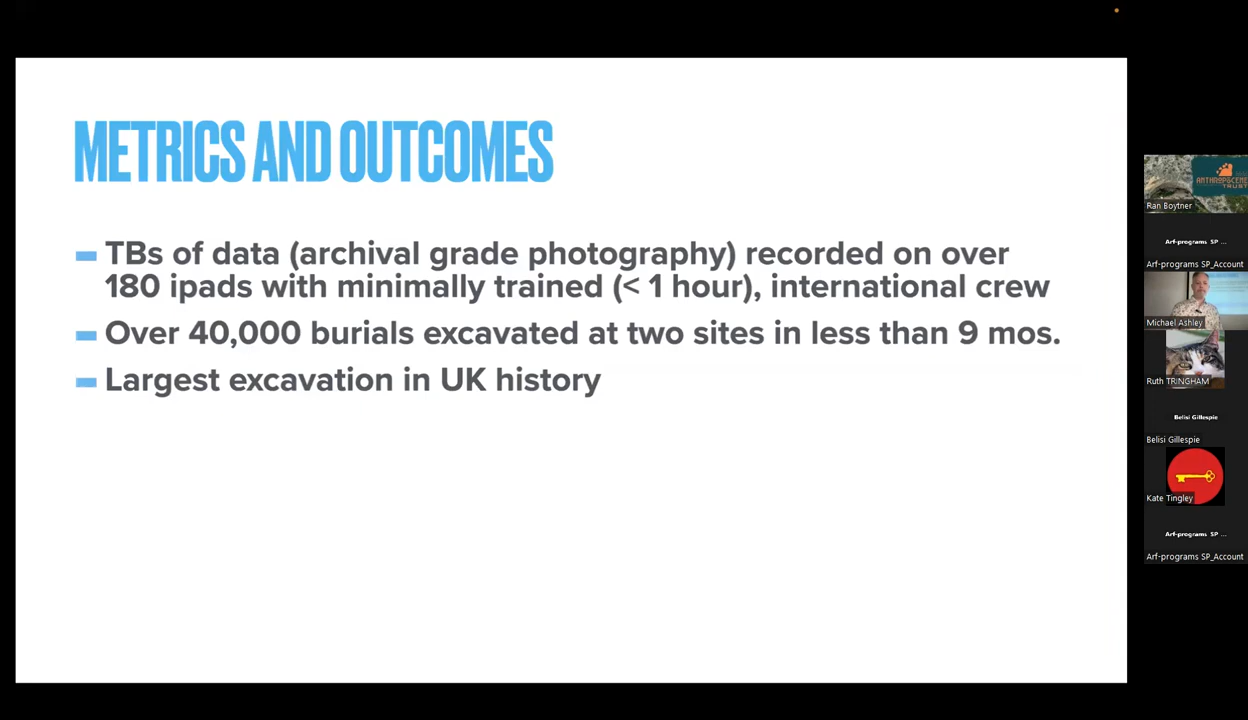 METRICS AND OUTCOMES
TBs of data (archival grade photography) recorded on over
180 ipads with minimally trained (< 1 hour), international crew
Over 40,000 burials excavated at two sites in less than 9 mos.
Largest excavation in UK history
ANTHROPOCENE
TRUST
Ran Boytner
Arf-programs SP ...
Arf-programs SP_Account
Michael Ashley
Ruth TRINGHAM
Belisi Gillespie
Belisi Gillespie
Kate Tingley
Arf-programs SP ...
Arf-programs SP_Account